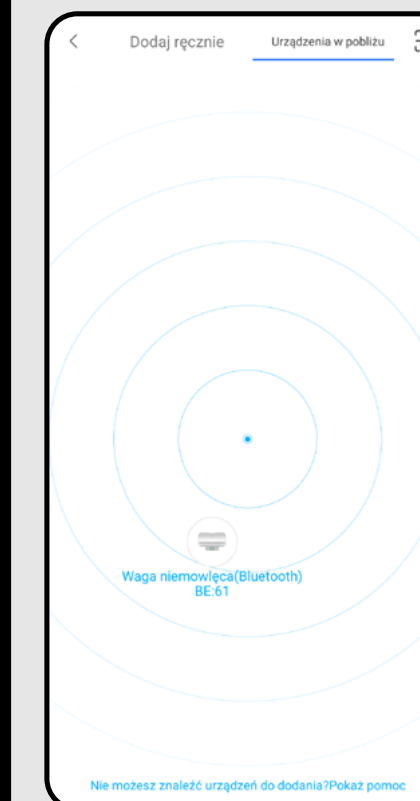 Dodaj ręcznie
Urządzenia w pobliżu
Waga niemowlęca(Bluetooth)
BE:61
Nie możesz znaleźć urządzeń do dodania?Pokaż pomoc